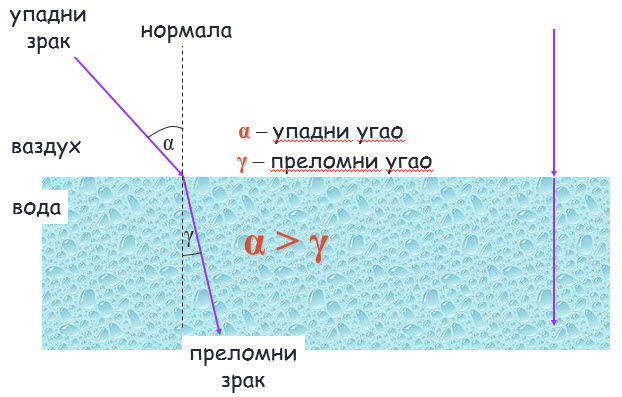 упадни
зрак
нормала
α
α – упадни угао
γ – преломни угао
ваздух
вода
γ
α > γ
преломни
зрак